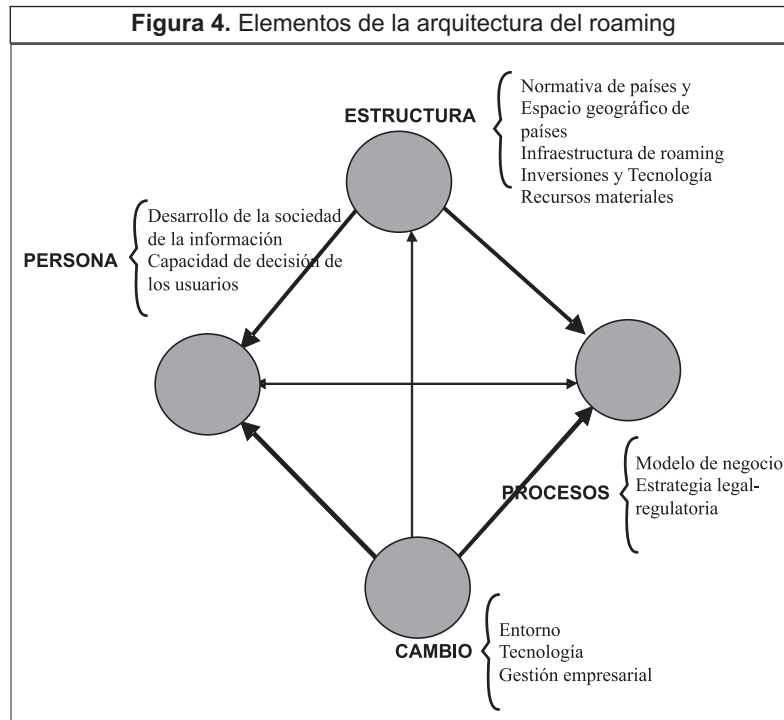 Figura 4. Elementos de la arquitectura del roaming
ESTRUCTURA
Normativa de países y
Espacio geográfico de
países
Infraestructura de roaming
Inversiones y Tecnología
Recursos materiales
PERSONA
Desarrollo de la sociedad
de la información
Capacidad de decisión de
los usuarios
PROCESOS
Modelo de negocio
Estrategia legal-
regulatoria
CAMBIO
Entorno
Tecnología
Gestión empresarial